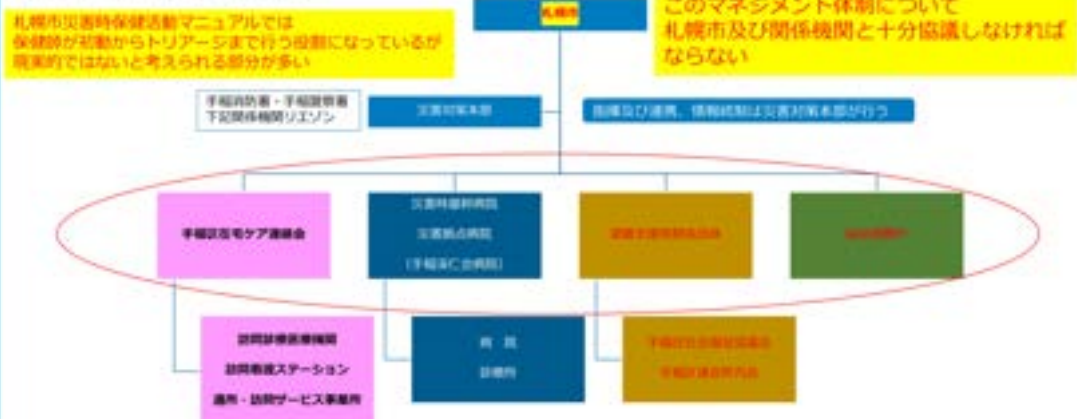 札幌市災害時保健活動マニュアルでは
保健師が初動からトリアージまで行う役割になっているが
現実的ではないと考えられる部分が多い
札幌市
このマネジメント体制について
札幌市及び関係機関と十分協議しなければ
ならない
手稲消防署・手稲警察署
下記関係機関リエゾン
災害対策本部
指揮及び連携、情報統制は災害対策本部が行う
手稲区在宅ケア連絡会
災害時基幹病院
災害拠点病院
(手稲渓仁会病院)
訪問診療医療機関
訪問看護ステーション
通所・訪問サービス事業所
病 院
診療所